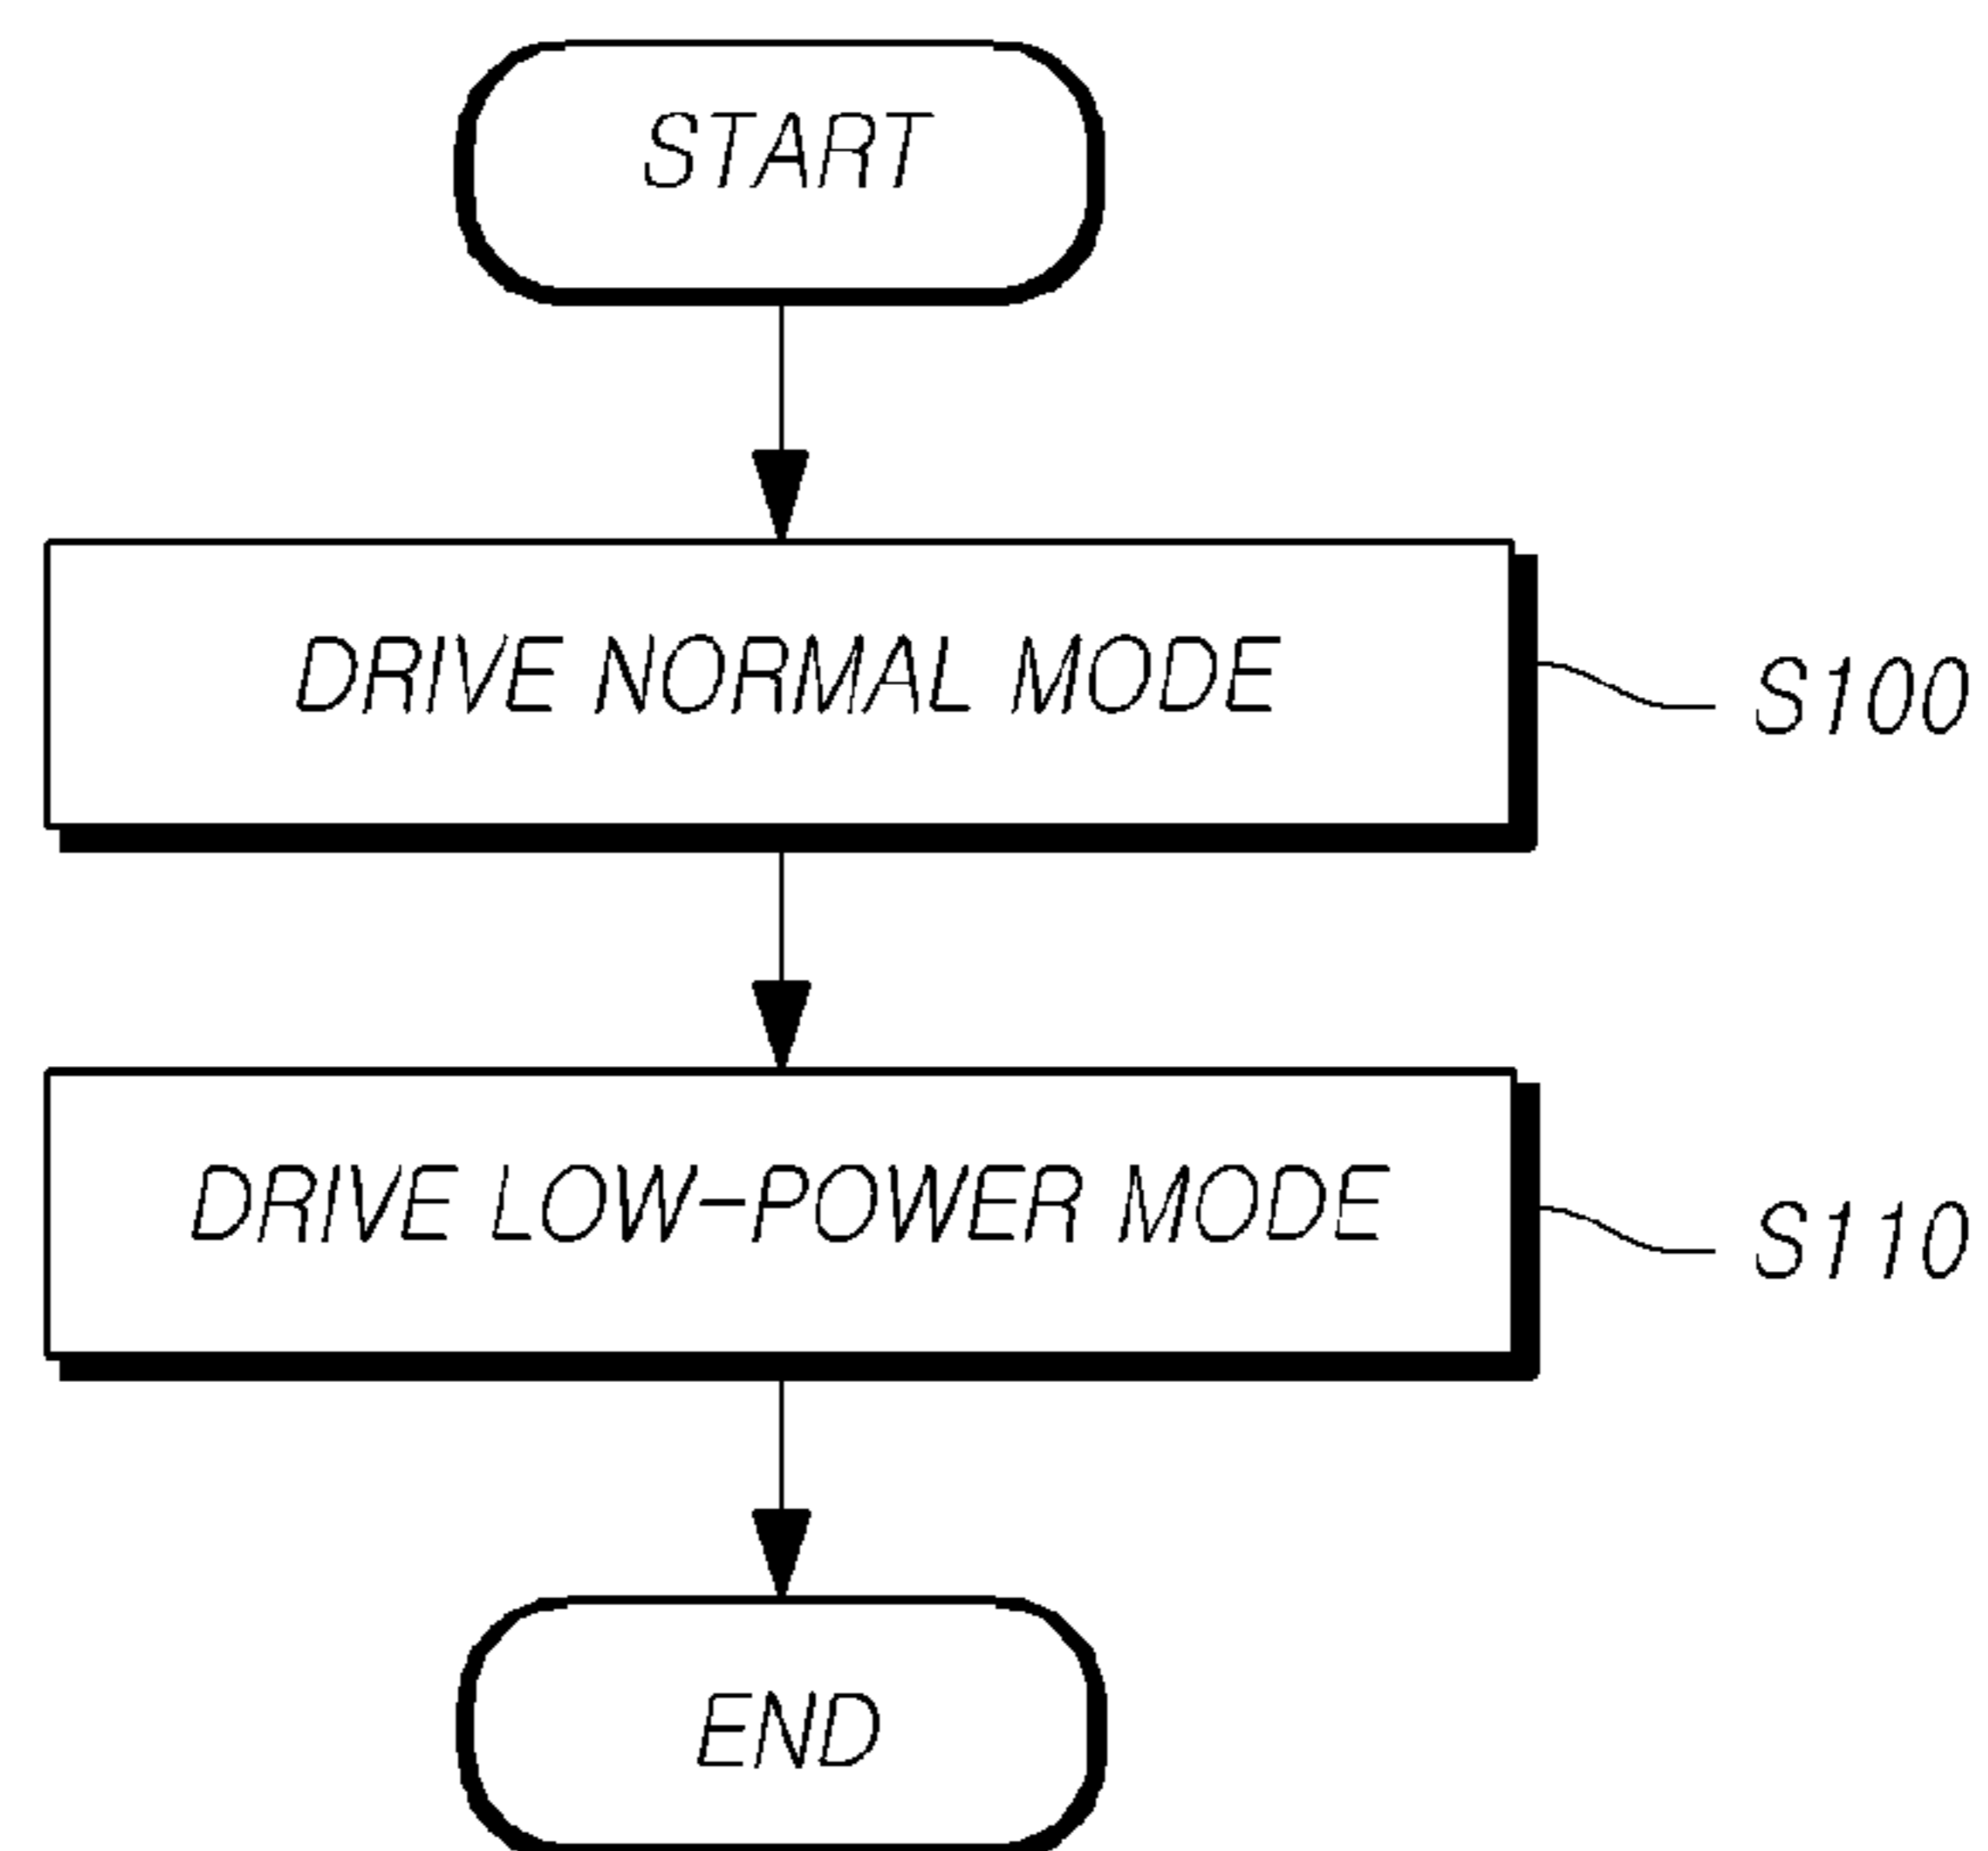 START
DRIVE NORMAL MODE
S100
DRIVE LOW-POWER MODE
S110
END